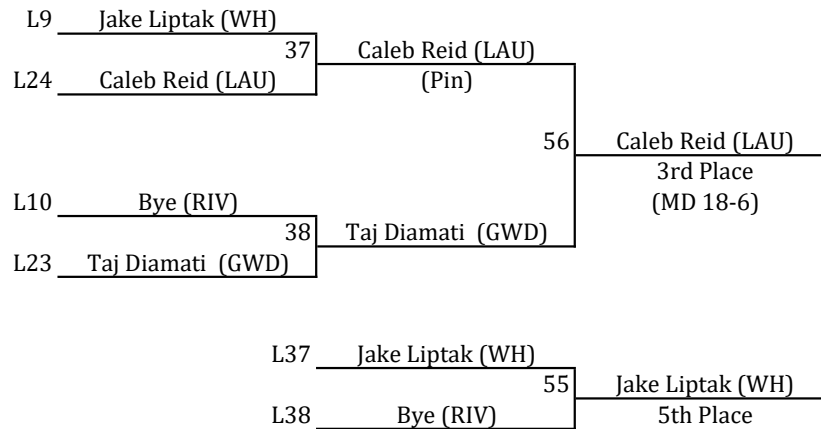 L9 Jake Liptak (WH)
37 Caleb Reid (LAU)
L24 Caleb Reid (LAU) (Pin)
56 Caleb Reid (LAU)
3rd Place
L10 Bye (RIV) (MD 18-6)
38 Taj Diamati (GWD)
L23 Taj Diamati (GWD)
L37 Jake Liptak (WH)
55 Jake Liptak (WH)
L38 Bye (RIV) 5th Place